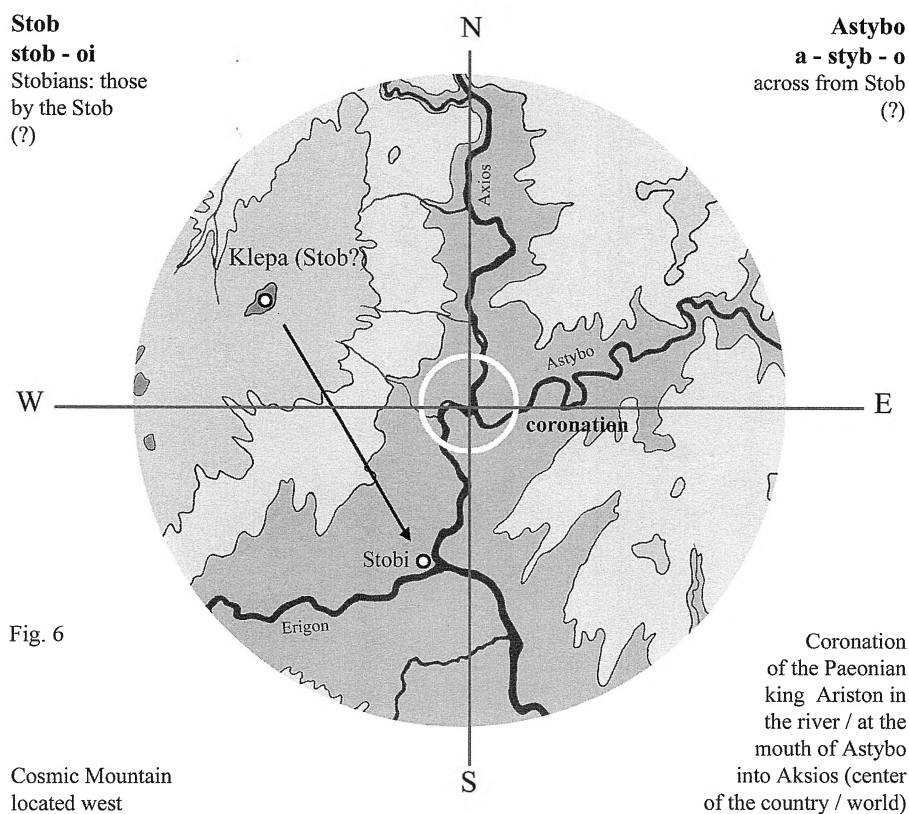 Stob
stob - oi
Stobians: those
by the Stob
(?)
N
Astybo
a - styb - o
across from Stob
(?)
Axios
Klepa (Stob?)
Astybo
W
E
coronation
Stobi
Erigon
Fig. 6
Coronation
of the Paeonian
king Ariston in
the river / at the
mouth of Astybo
into Aksios (center
of the country / world)
Cosmic Mountain
located west
S